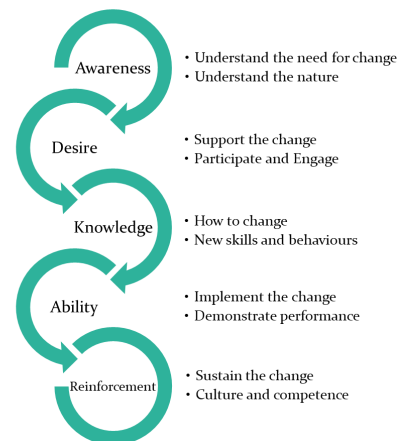 Awareness
• Understand the need for change
• Understand the nature
Desire
• Support the change
• Participate and Engage
Knowledge
• How to change
• New skills and behaviours
Ability
• Implement the change
• Demonstrate performance
Reinforcement
• Sustain the change
• Culture and competence